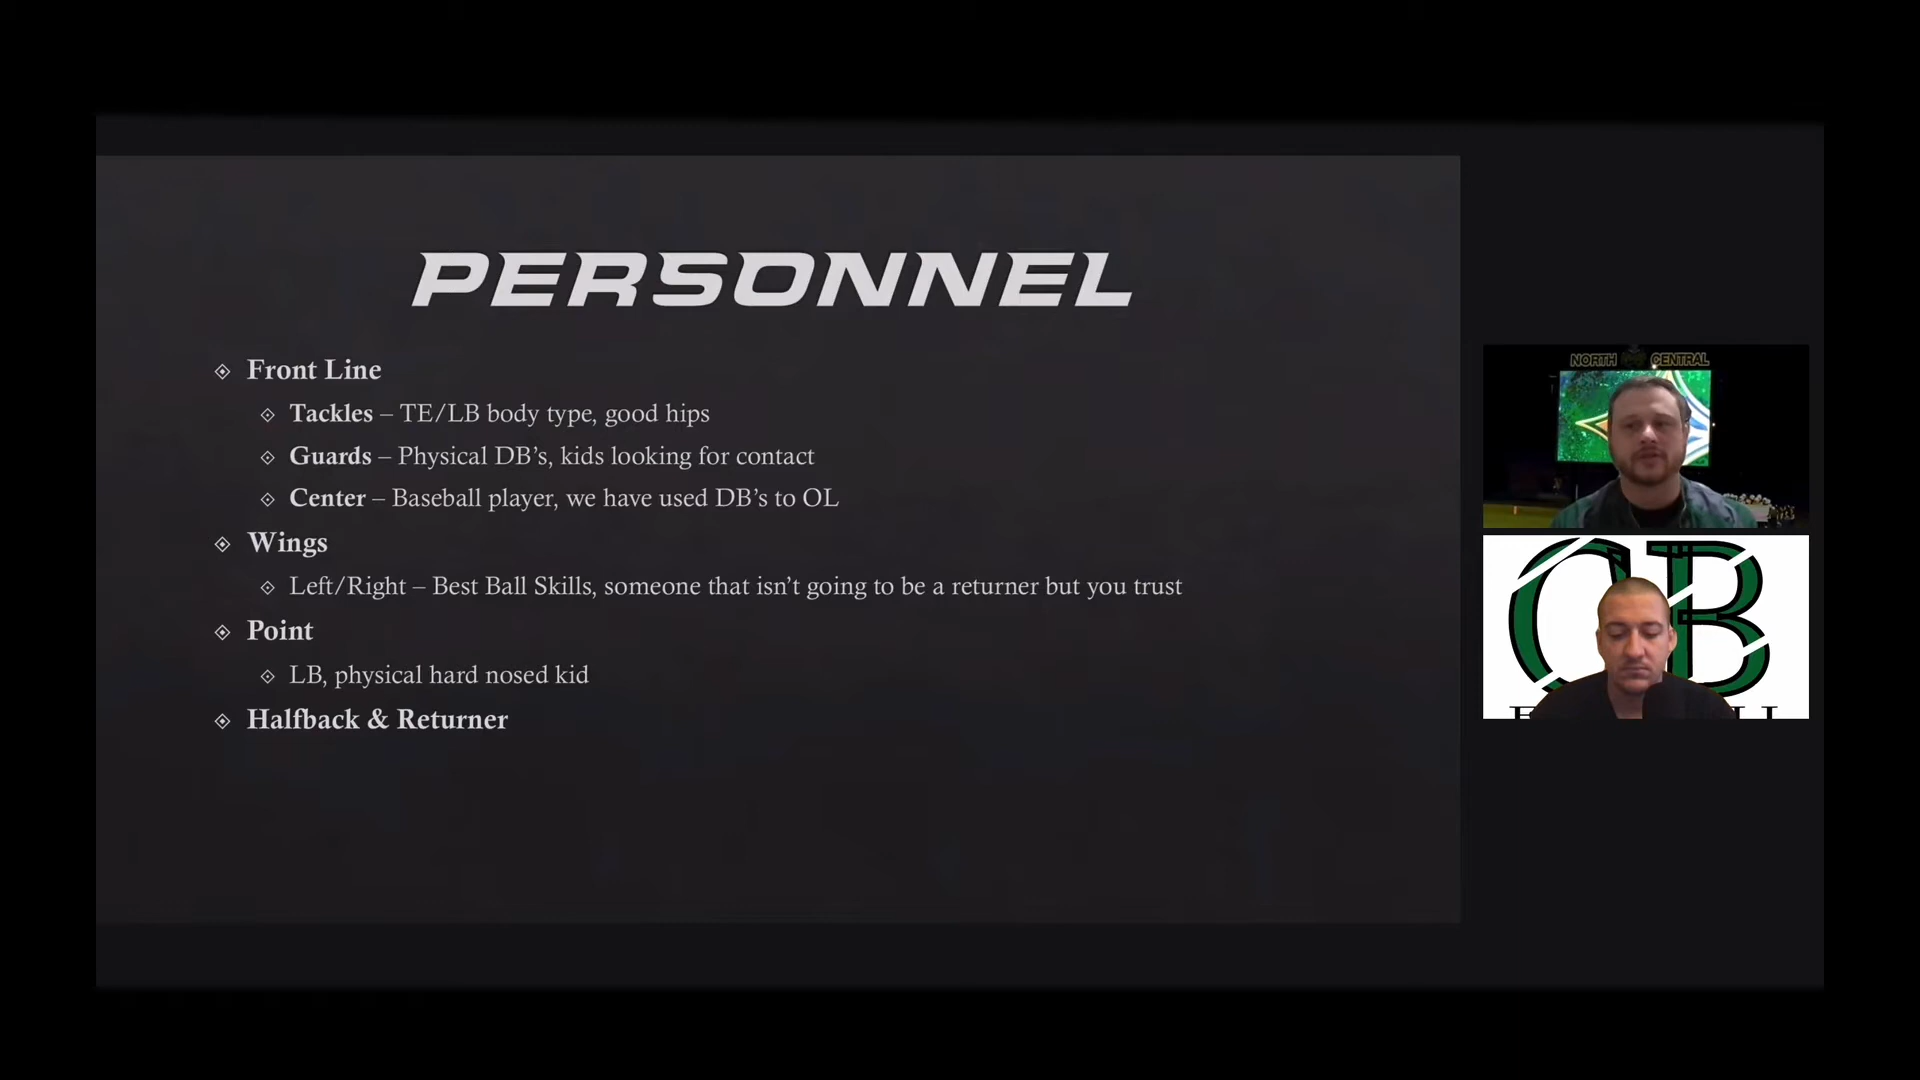 PERSONNEL
Front Line
Tackles – TE/LB body type, good hips
Guards – Physical DB’s, kids looking for contact
Center – Baseball player, we have used DB’s to OL
Wings
Left/Right – Best Ball Skills, someone that isn’t going to be a returner but you trust
Point
LB, physical hard nosed kid
Halfback & Returner
NORTH CENTRAL
B